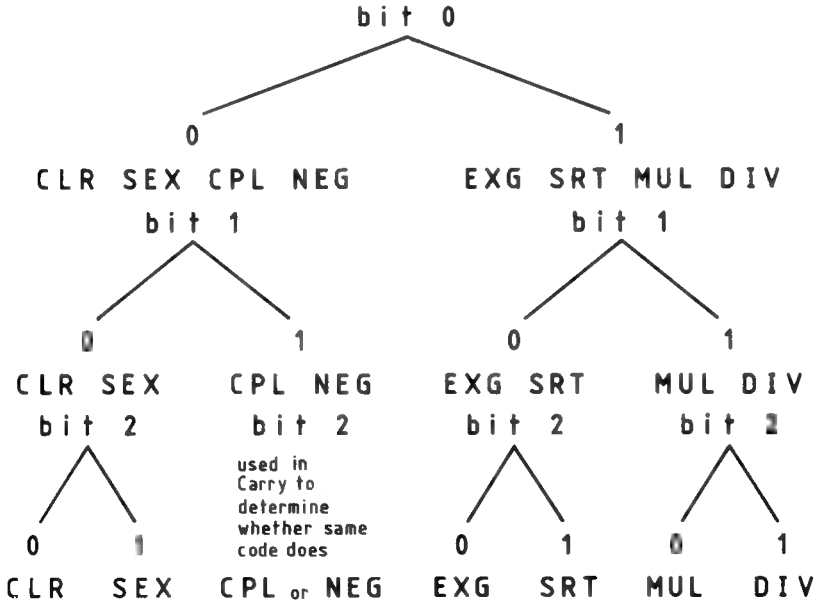 bit 0
0 1
CLR SEX CPL NEG EXG SRT MUL DIV
bit 1 bit 1
0 1 0 1
CLR SEX CPL NEG EXG SRT MUL DIV
bit 2 bit 2 bit 2 bit 2
used in
Carry to
determine
whether same
code does
0 1 0 1 0 1
CLR SEX CPL or NEG EXG SRT MUL DIV